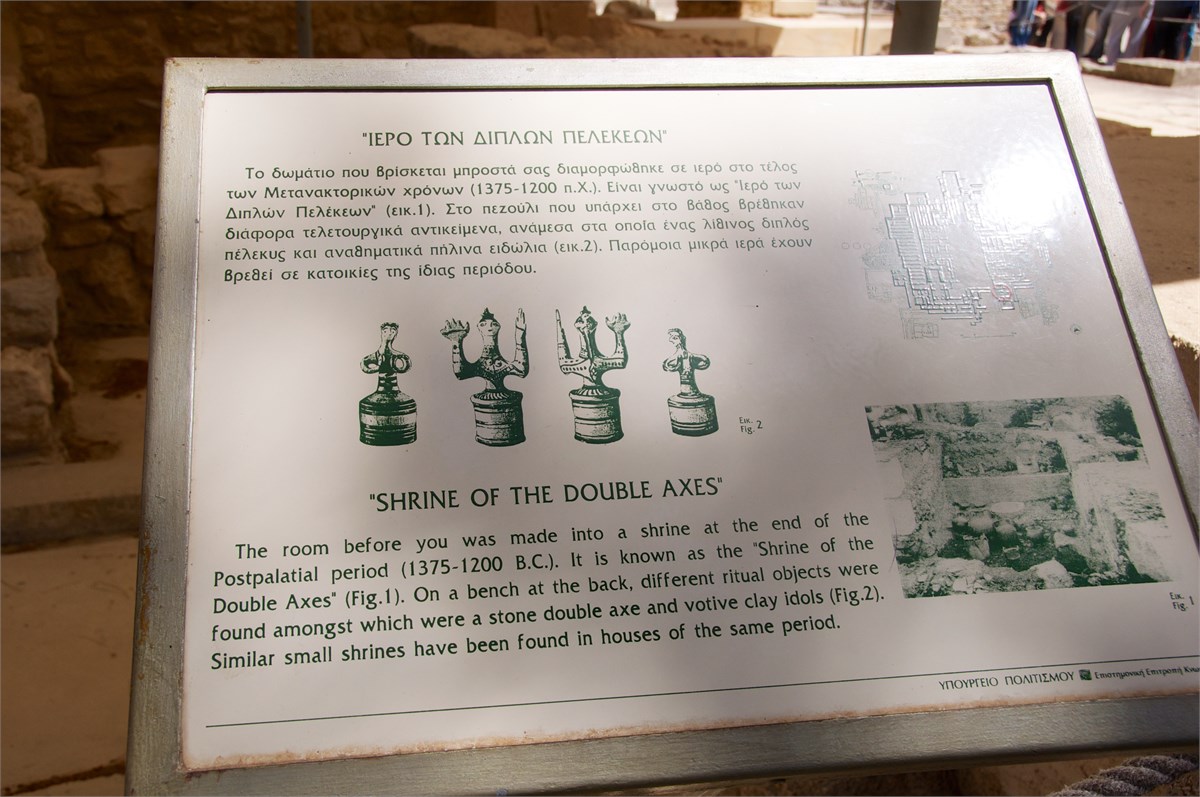 "ΙΕΡΟ ΤΩΝ ΔΙΠΛΩΝ ΠΕΛΕΚΕΩΝ"
Το δωμάτιο που βρίσκεται μπροστά σας διαμορφώθηκε σε ιερό στο τέλος
των Μετανακτορικών χρόνων (1375-1200 π.Χ.). Είναι γνωστό ως "Ιερό των
Διπλών Πελέκεων" (εικ.1). Στο πεζούλι που υπάρχει στο βάθος βρέθηκαν
διάφορα τελετουργικά αντικείμενα, ανάμεσα στα οποία ένας λίθινος διπλός
πέλεκυς και αναθηματικά πήλινα ειδώλια (εικ.2). Παρόμοια μικρά ιερά έχουν
βρεθεί σε κατοικίες της ίδιας περιόδου.
Εικ.
Fig. 2
"SHRINE OF THE DOUBLE AXES"
The room before you was made into a shrine at the end of the
Postpalatial period (1375-1200 B.C.). It is known as the "Shrine of the
Double Axes" (Fig.1). On a bench at the back, different ritual objects were
found amongst which were a stone double axe and votive clay idols (Fig.2).
Similar small shrines have been found in houses of the same period.
Εικ.
Fig. 1
ΥΠΟΥΡΓΕΙΟ ΠΟΛΙΤΙΣΜΟΥ Επιστημονική Επιτροπή